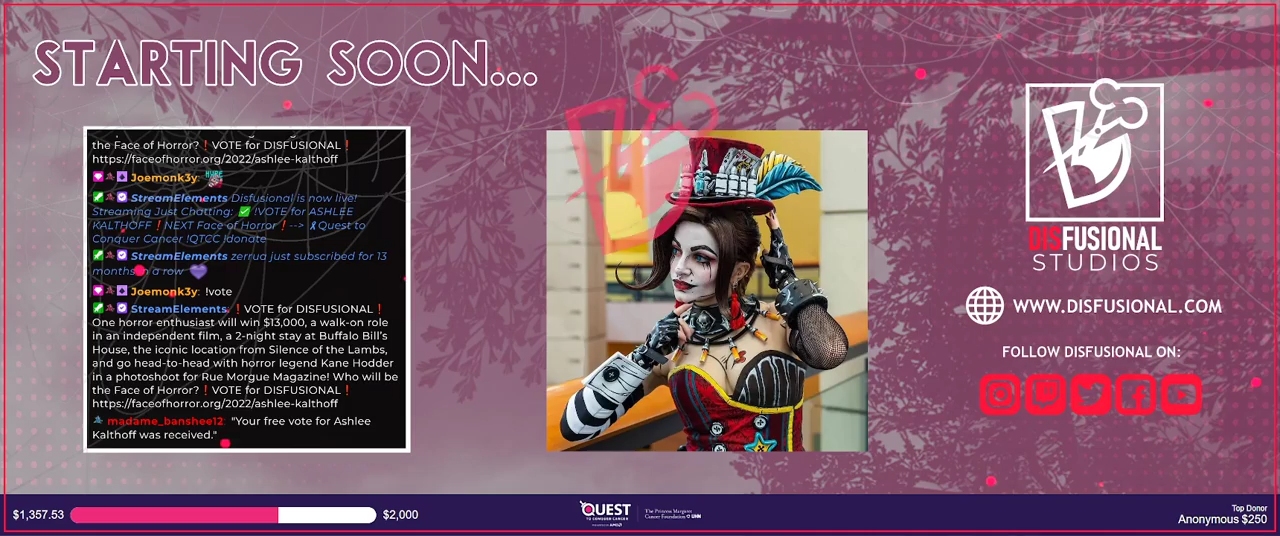 STARTING SOON...
the Face of Horror? ❗VOTE for DISFUSIONAL❗
https://faceofhorror.org/2022/ashlee-kalthoff
Joemonk3y:
StreamElements Disfusional is now live!
Streaming Just Chatting: ✅ !VOTE for ASHLEE
KALTHOFF❗NEXT Face of Horror❗--> 🎗Quest to
Conquer Cancer !QTCC !donate
StreamElements zerrua just subscribed for 13
months in a row 💜
Joemonk3y: !vote
StreamElements: ❗VOTE for DISFUSIONAL❗
One horror enthusiast will win $13,000, a walk-on role
in an independent film, a 2-night stay at Buffalo Bill's
House, the iconic location from Silence of the Lambs,
and go head-to-head with horror legend Kane Hodder
in a photoshoot for Rue Morgue Magazine! Who will be
the Face of Horror? ❗VOTE for DISFUSIONAL❗
https://faceofhorror.org/2022/ashlee-kalthoff
madame_banshee12: "Your free vote for Ashlee
Kalthoff was received."
DISFUSIONAL
STUDIOS
WWW.DISFUSIONAL.COM
FOLLOW DISFUSIONAL ON:
$1,357.53
$2,000
QUEST
TO CONQUER CANCER
The Princess Margaret
Cancer Foundation UHN
Top Donor
Anonymous $250